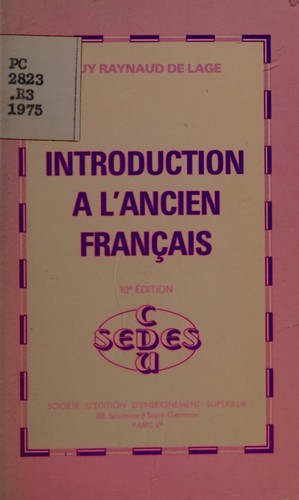 PC
2823
.R3
1975
UY RAYNAUD DE LAGE
INTRODUCTION
A L'ANCIEN
FRANÇAIS
10e ÉDITION
SEDES
CDU
SOCIÉTÉ D'ÉDITION D'ENSEIGNEMENT SUPÉRIEUR
88, boulevard Saint-Germain
PARIS Ve